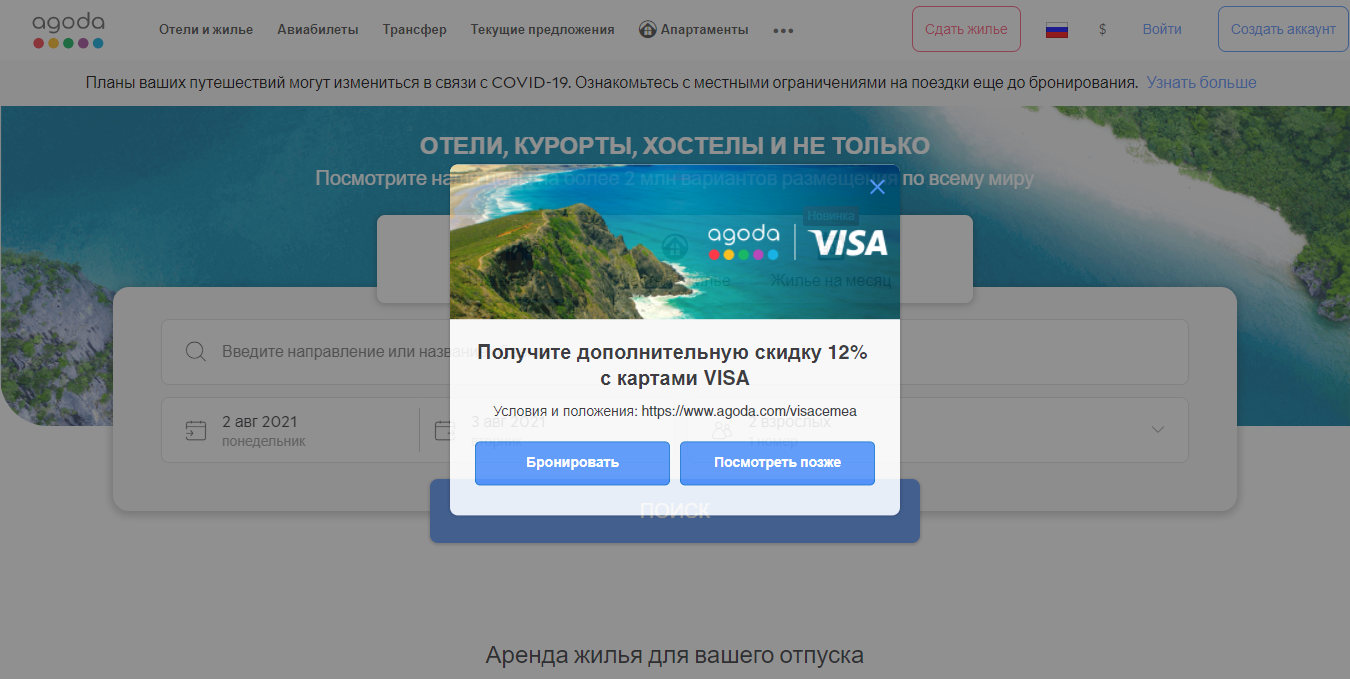 agoda
Отели и жилье Авиабилеты Трансфер Текущие предложения Апартаменты
Сдать жилье
$
Войти
Создать аккаунт
Планы ваших путешествий могут измениться в связи с COVID-19. Ознакомьтесь с местными ограничениями на поездки еще до бронирования. Узнать больше
ОТЕЛИ, КУРОРТЫ, ХОСТЕЛЫ И НЕ ТОЛЬКО
Посмотрите на более 2 млн вариантов размещения по всему миру
Новинка
agoda VISA
Жилье на месяц
Введите направление или
Получите дополнительную скидку 12%
с картами VISA
Условия и положения: https://www.agoda.com/visacemea
2 авг 2021
понедельник
3 авг 2021
вторник
2 взрослых
1 номер
Бронировать
Посмотреть позже
ПОИСК
Аренда жилья для вашего отпуска